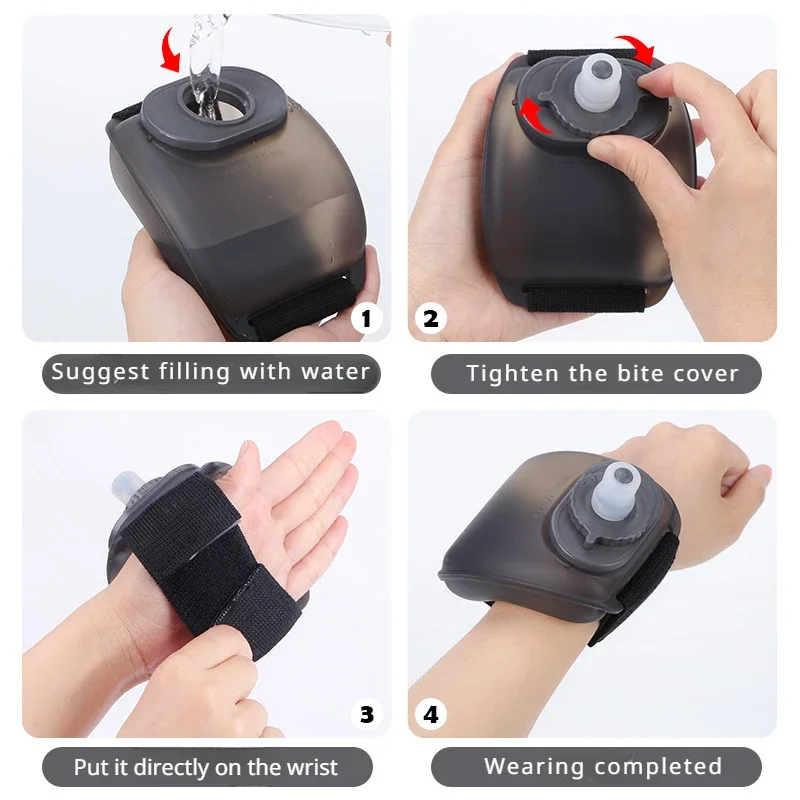 1
2
Suggest filling with water
Tighten the bite cover
3
4
Put it directly on the wrist
Wearing completed